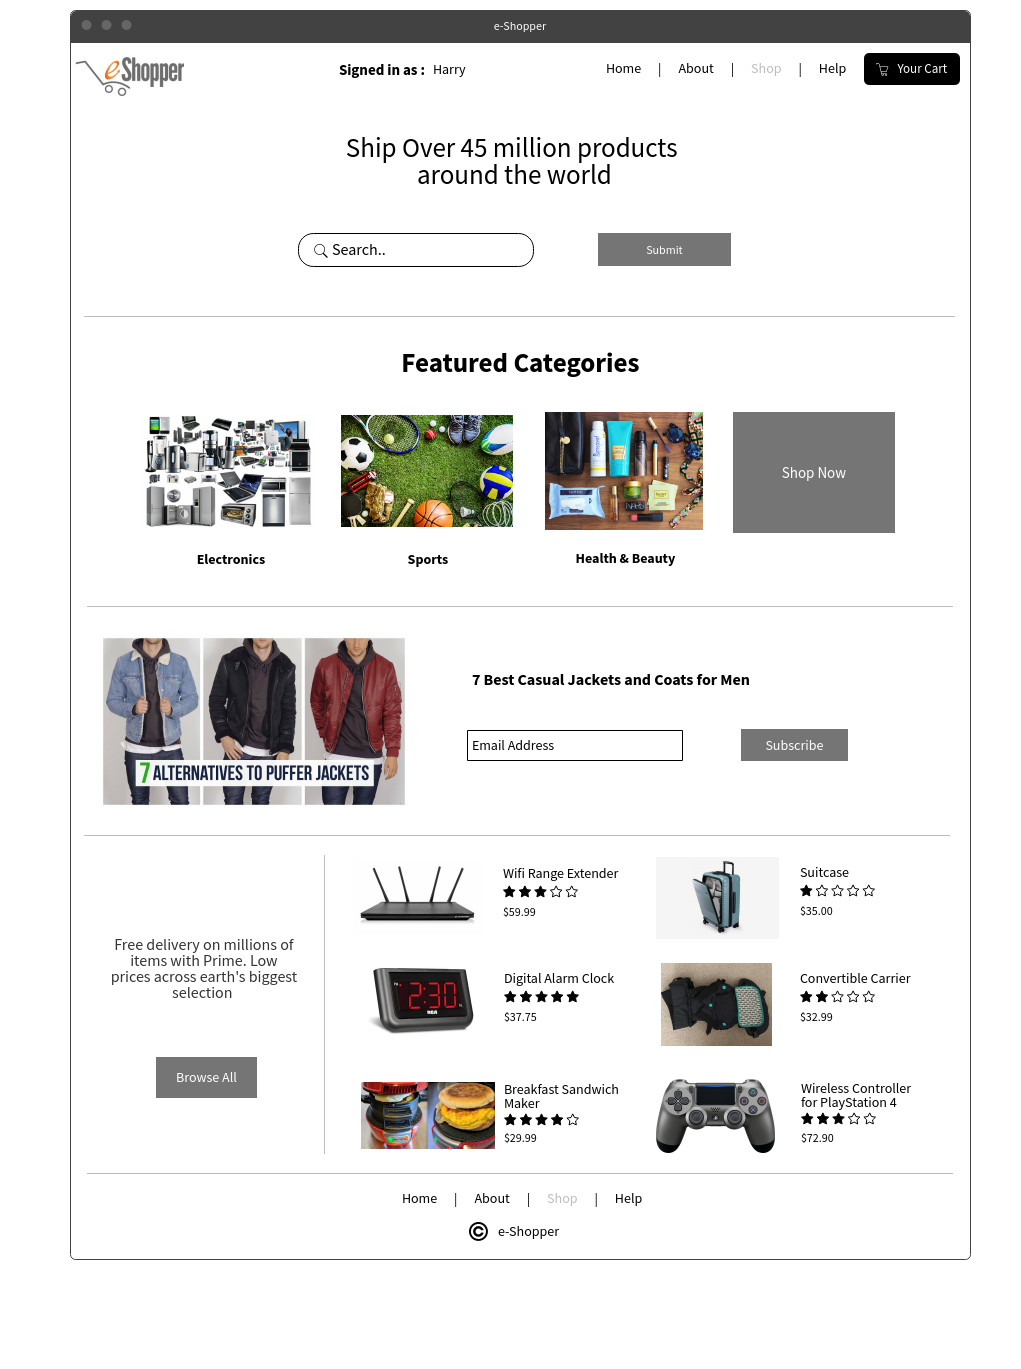 e-Shopper
eShopper
Signed in as : Harry
Home | About | Shop | Help
Your Cart
Ship Over 45 million products
around the world
Search..
Submit
Featured Categories
Shop Now
Electronics
Sports
Health & Beauty
7 ALTERNATIVES TO PUFFER JACKETS
7 Best Casual Jackets and Coats for Men
Email Address
Subscribe
Free delivery on millions of
items with Prime. Low
prices across earth's biggest
selection
Browse All
Wifi Range Extender
$59.99
Suitcase
$35.00
2:30
RCA
Digital Alarm Clock
$37.75
Convertible Carrier
$32.99
Breakfast Sandwich
Maker
$29.99
Wireless Controller
for PlayStation 4
$72.90
Home | About | Shop | Help
© e-Shopper